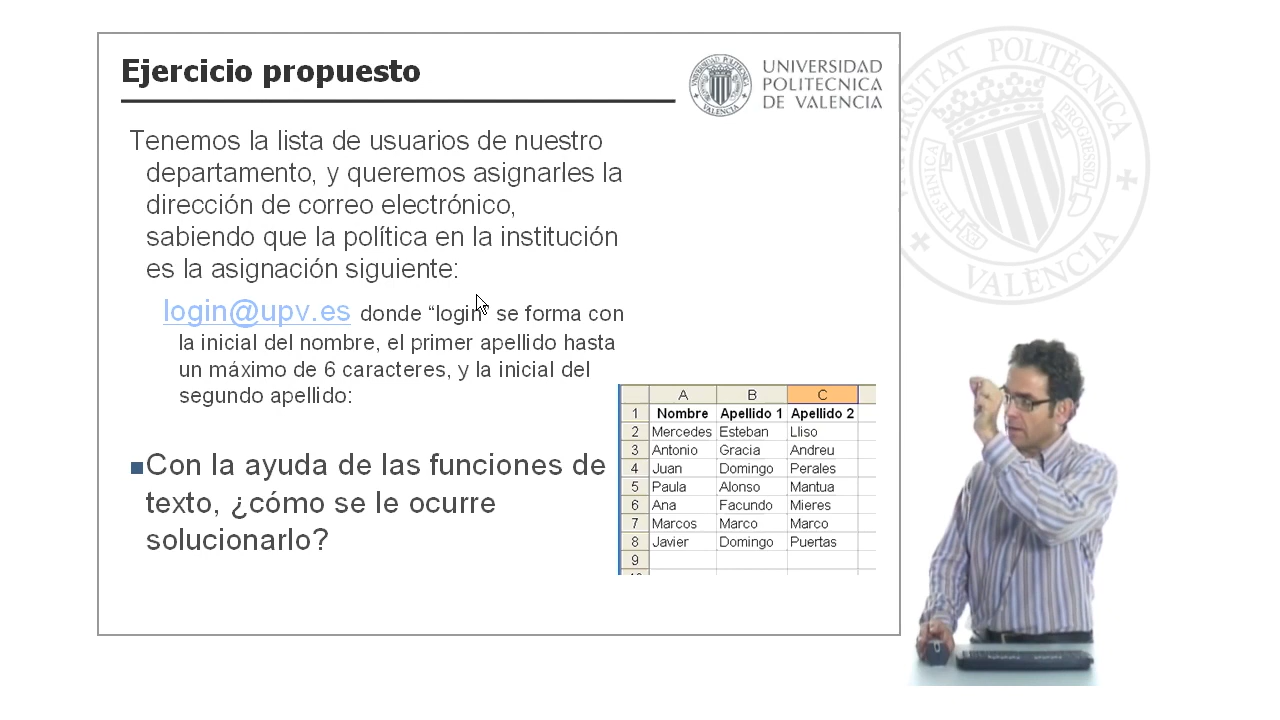 Ejercicio propuesto
UNIVERSIDAD
POLITECNICA
DE VALENCIA
Tenemos la lista de usuarios de nuestro
departamento, y queremos asignarles la
dirección de correo electrónico,
sabiendo que la política en la institución
es la asignación siguiente:
login@upv.es donde “login” se forma con
la inicial del nombre, el primer apellido hasta
un máximo de 6 caracteres, y la inicial del
segundo apellido:
Con la ayuda de las funciones de
texto, ¿cómo se le ocurre
solucionarlo?
A B C
1 Nombre Apellido 1 Apellido 2
2 Mercedes Esteban Lliso
3 Antonio Gracia Andreu
4 Juan Domingo Perales
5 Paula Alonso Mantua
6 Ana Facundo Mieres
7 Marcos Marco Marco
8 Javier Domingo Puertas
9
POLITÈCNICA
VALÈNCIA